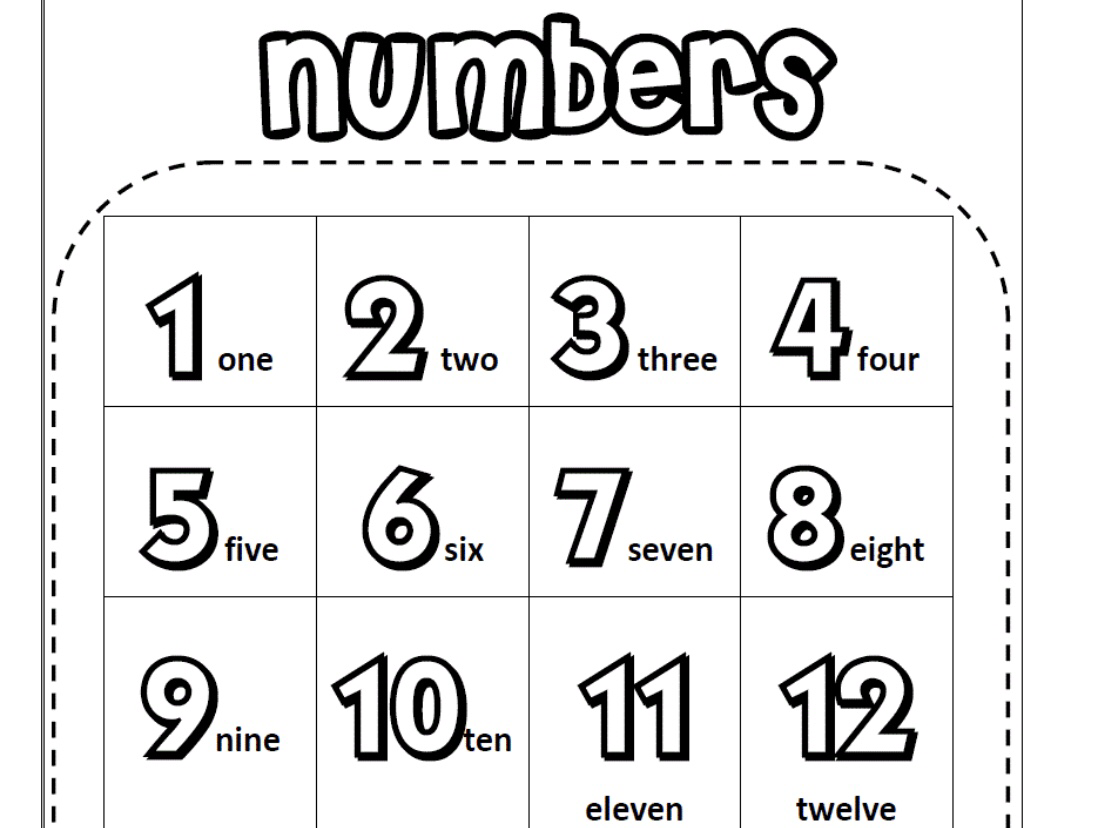 numbers
1 one 2 two 3 three 4 four
5 five 6 six 7 seven 8 eight
9 nine 10 ten 11 12
eleven twelve